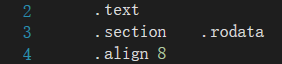 2 .text
3 .section .rodata
4 .align 8